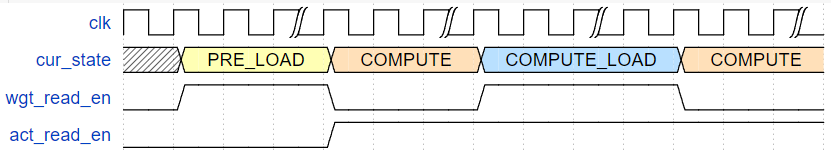 clk
cur_state PRE_LOAD COMPUTE COMPUTE_LOAD COMPUTE
wgt_read_en
act_read_en